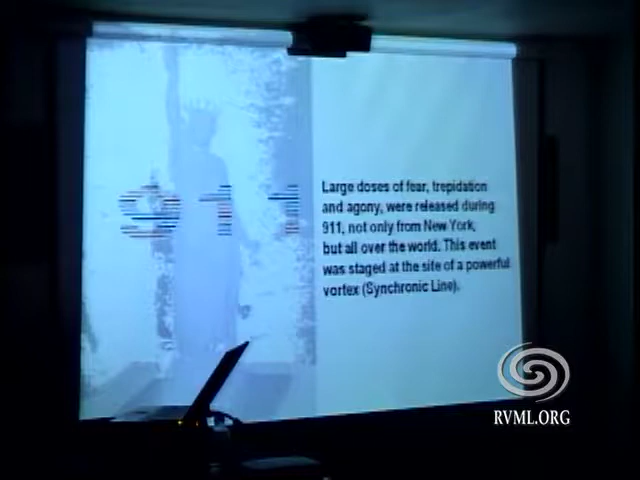 911
Large doses of fear, trepidation
and agony, were released during
911, not only from New York,
but all over the world. This event
was staged at the site of a powerful
vortex (Synchronic Line).
RVML.ORG